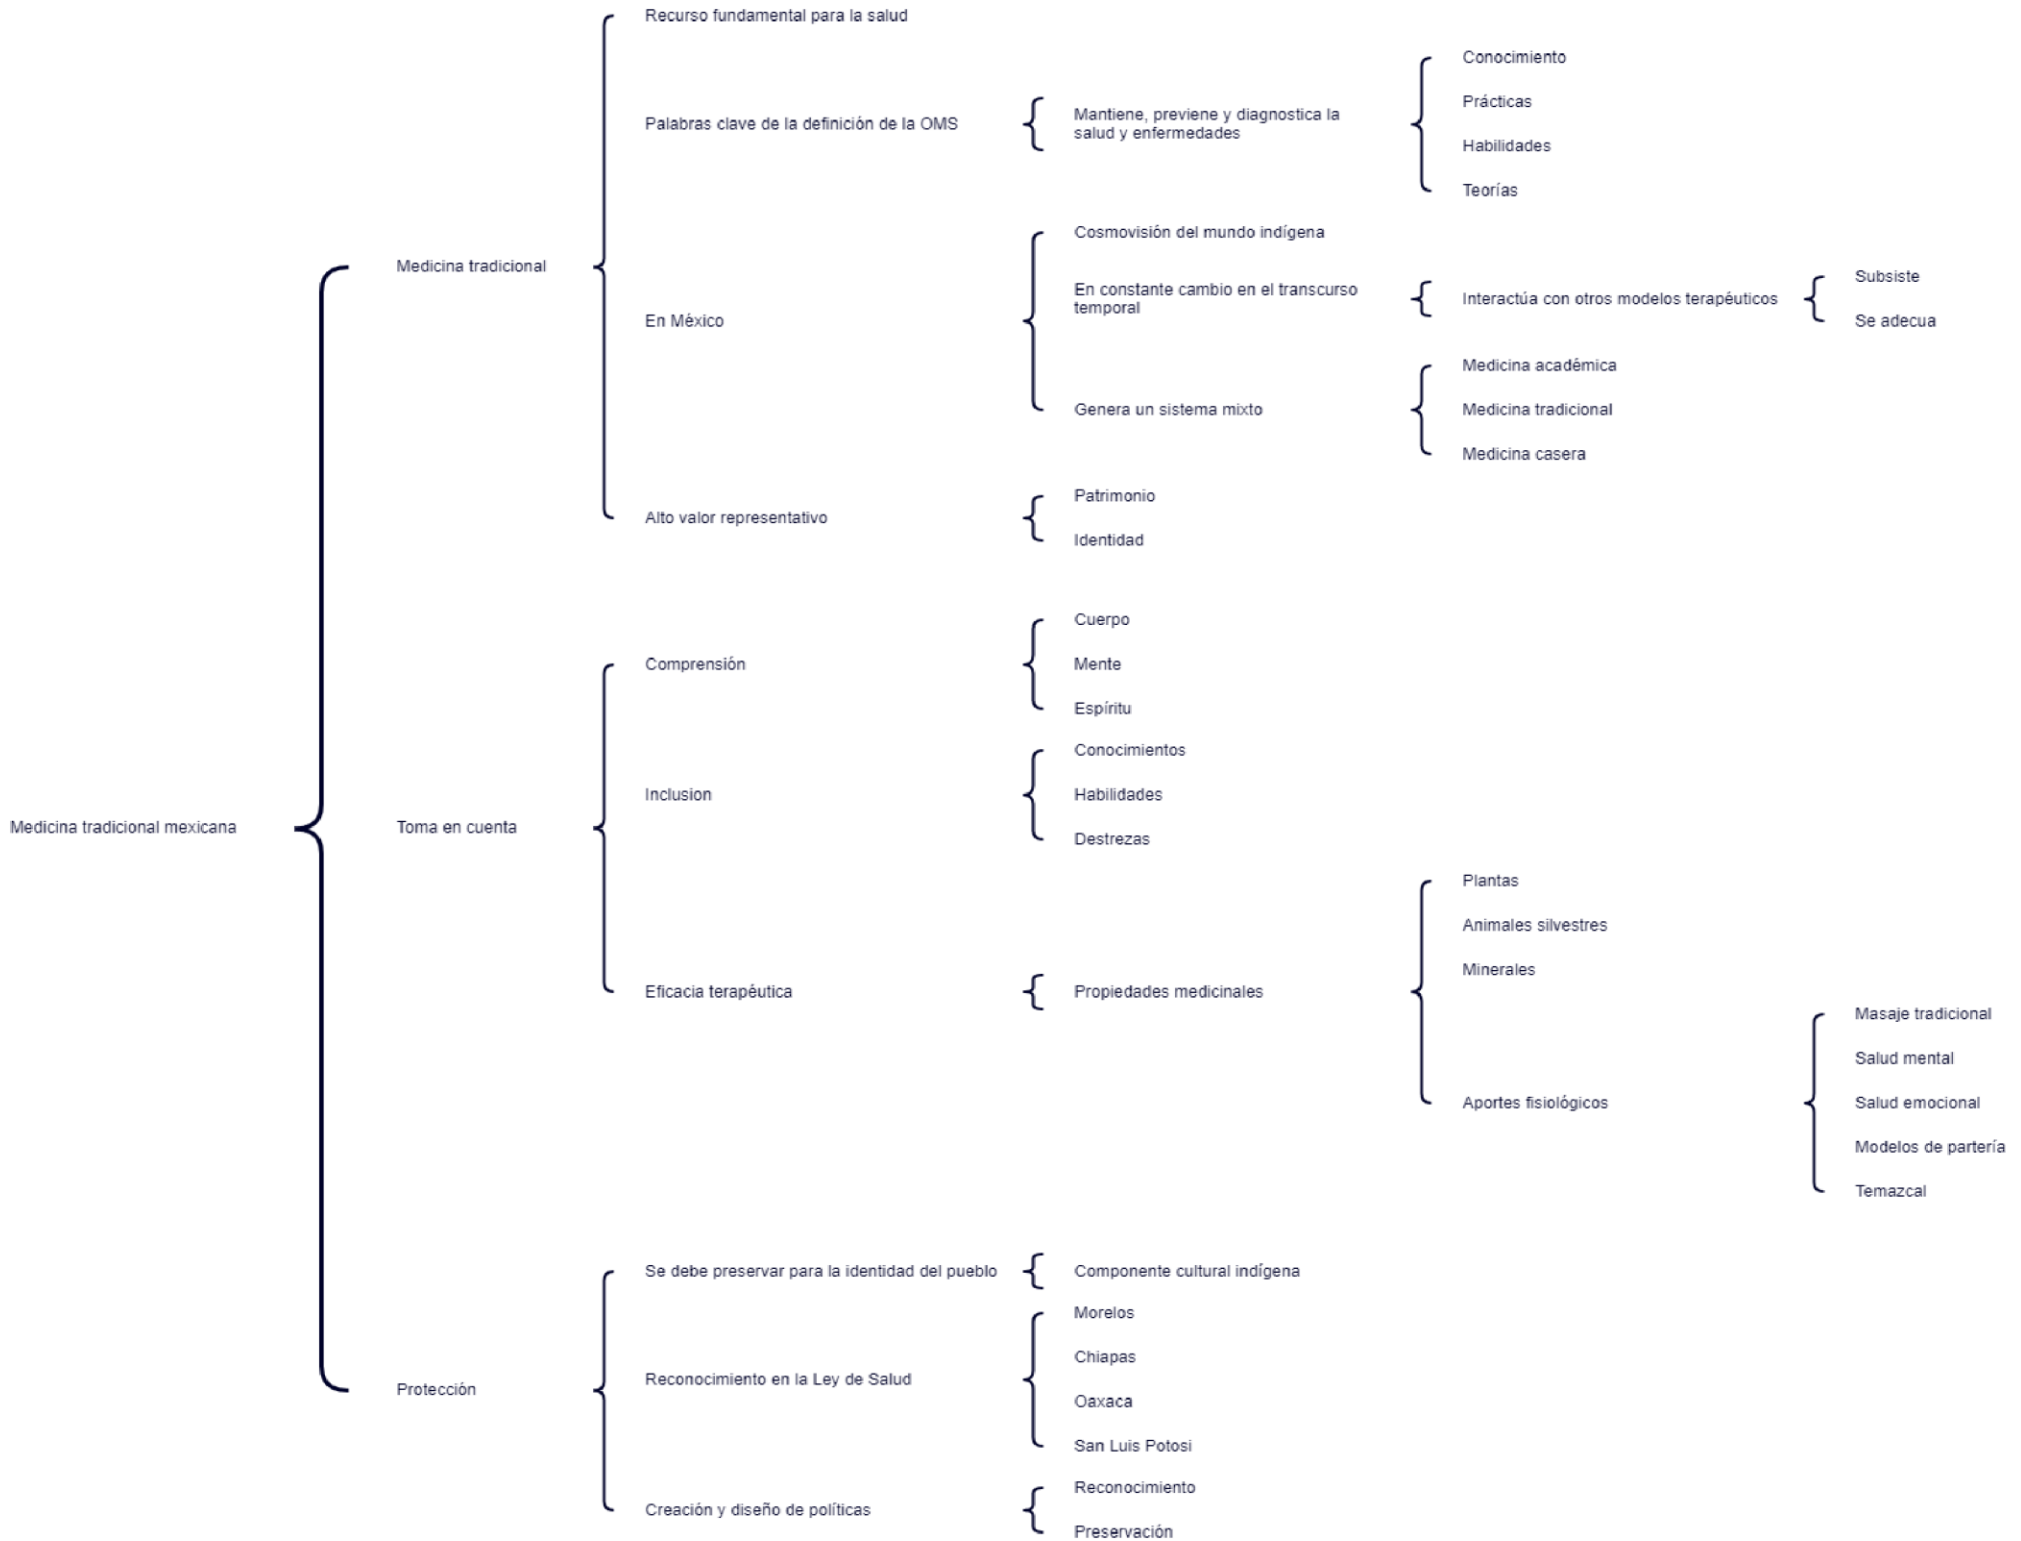 Medicina tradicional mexicana
Medicina tradicional
Recurso fundamental para la salud
Palabras clave de la definición de la OMS
Mantiene, previene y diagnostica la
salud y enfermedades
Conocimiento
Prácticas
Habilidades
Teorías
En México
Cosmovisión del mundo indígena
En constante cambio en el transcurso
temporal
Interactúa con otros modelos terapéuticos
Subsiste
Se adecua
Genera un sistema mixto
Medicina académica
Medicina tradicional
Medicina casera
Alto valor representativo
Patrimonio
Identidad
Toma en cuenta
Comprensión
Cuerpo
Mente
Espíritu
Inclusion
Conocimientos
Habilidades
Destrezas
Eficacia terapéutica
Propiedades medicinales
Plantas
Animales silvestres
Minerales
Aportes fisiológicos
Masaje tradicional
Salud mental
Salud emocional
Modelos de partería
Temazcal
Protección
Se debe preservar para la identidad del pueblo
Componente cultural indígena
Reconocimiento en la Ley de Salud
Morelos
Chiapas
Oaxaca
San Luis Potosi
Creación y diseño de políticas
Reconocimiento
Preservación